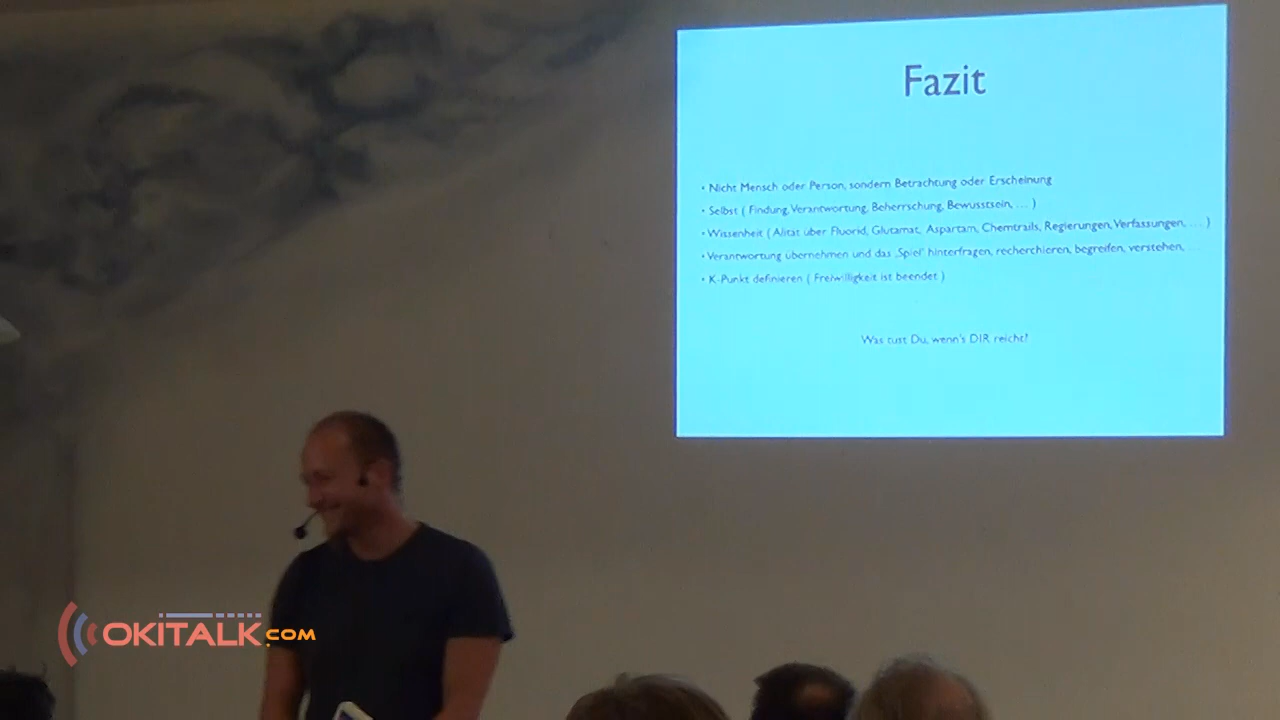 Fazit
• Nicht Mensch oder Person, sondern Betrachtung oder Erscheinung
• Selbst ( Findung, Verantwortung, Beherrschung, Bewusstsein, … )
• Wissenheit ( Alität über Fluorid, Glutamat, Aspartam, Chemtrails, Regierungen, Verfassungen, … )
• Verantwortung übernehmen und das ‚Spiel' hinterfragen, recherchieren, begreifen, verstehen, …
• K-Punkt definieren ( Freiwilligkeit ist beendet )
Was tust Du, wenn's DIR reicht?
OKITALK.COM